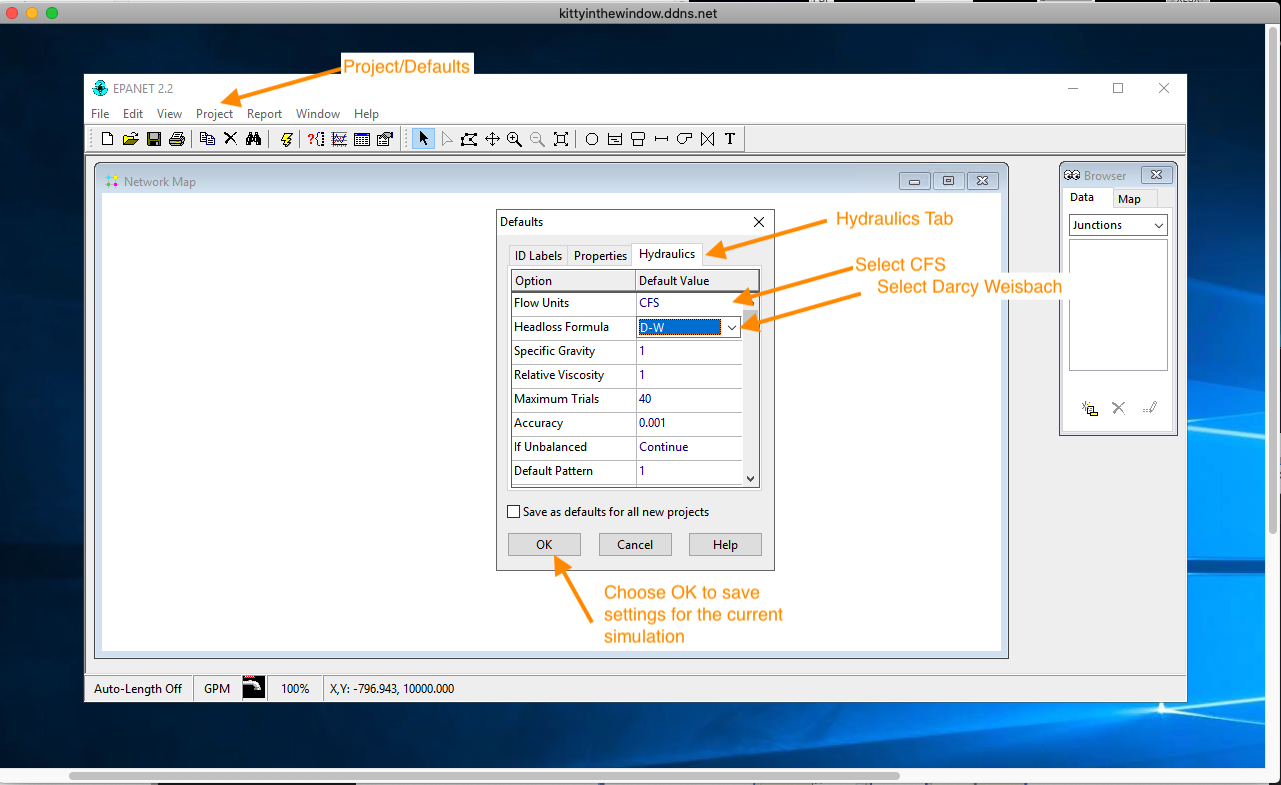 kittyinthewindow.ddns.net
Project/Defaults
EPANET 2.2
File Edit View Project Report Window Help
T
Network Map
Browser
Data Map
Junctions
Defaults
Hydraulics Tab
ID Labels Properties Hydraulics
Select CFS
Option Default Value
Select Darcy Weisbach
Flow Units CFS
Headloss Formula D-W
Specific Gravity 1
Relative Viscosity 1
Maximum Trials 40
Accuracy 0.001
If Unbalanced Continue
Default Pattern 1
Save as defaults for all new projects
OK Cancel Help
Choose OK to save
settings for the current
simulation
Auto-Length Off GPM 100% X,Y: -796.943, 10000.000